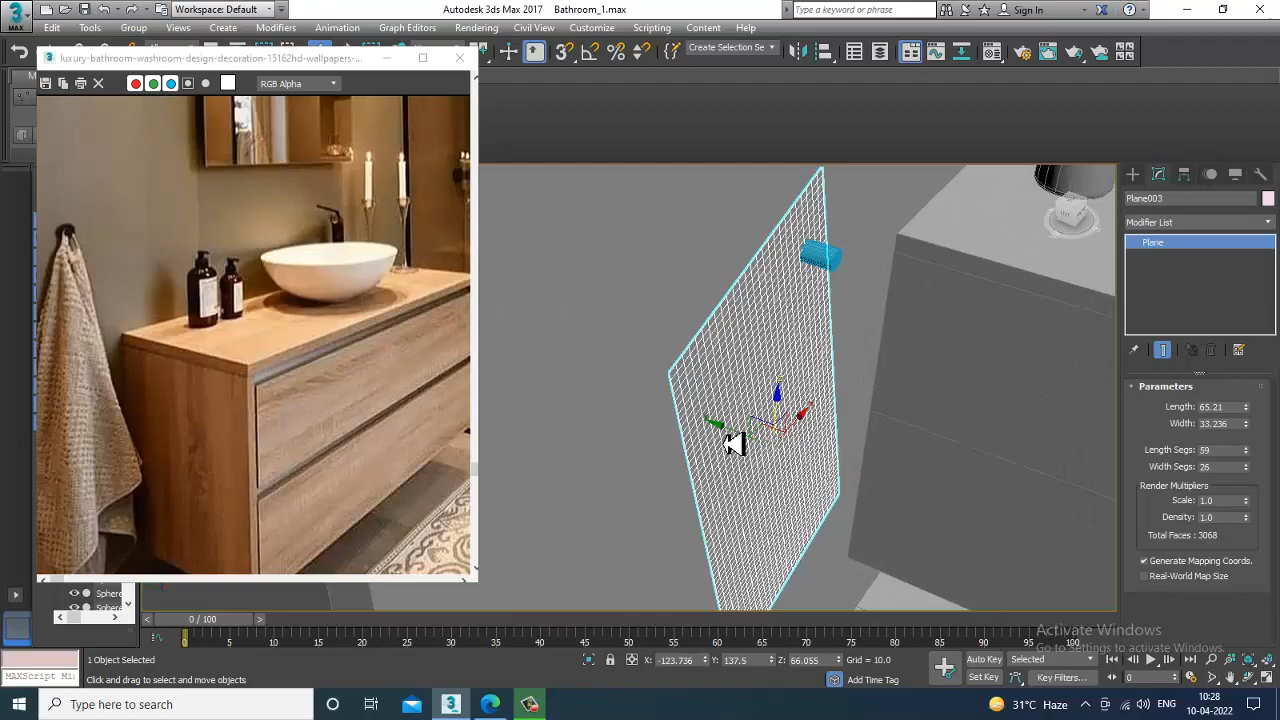 Workspace: Default
Autodesk 3ds Max 2017 Bathroom_1.max
Type a keyword or phrase
Sign In
MAX
Edit Tools Group Views Create Modifiers Animation Graph Editors Rendering Civil View Customize Scripting Content Help
Create Selection Se
luxury-bathroom-washroom-design-decoration-15162hd-wallpapers-...
RGB Alpha
Plane003
Modifier List
Plane
Parameters
Length: 65.21
Width: 33.236
Length Segs: 59
Width Segs: 26
Render Multipliers
Scale: 1.0
Density: 1.0
Total Faces: 3068
Generate Mapping Coords.
Real-World Map Size
Sphere
Sphere
0 / 100
0 5 10 15 20 25 30 35 40 45 50 55 60 65 70 75 80 85 90 95 100
Activate Windows
Go to Settings to activate Windows.
1 Object Selected
X: -123.736 Y: 137.5 Z: 66.055 Grid = 10.0
Auto Key Selected
MAXScript Mi
Click and drag to select and move objects
Add Time Tag
Set Key Key Filters... 0
Type here to search
31°C Haze
ENG
10:28
10-04-2022